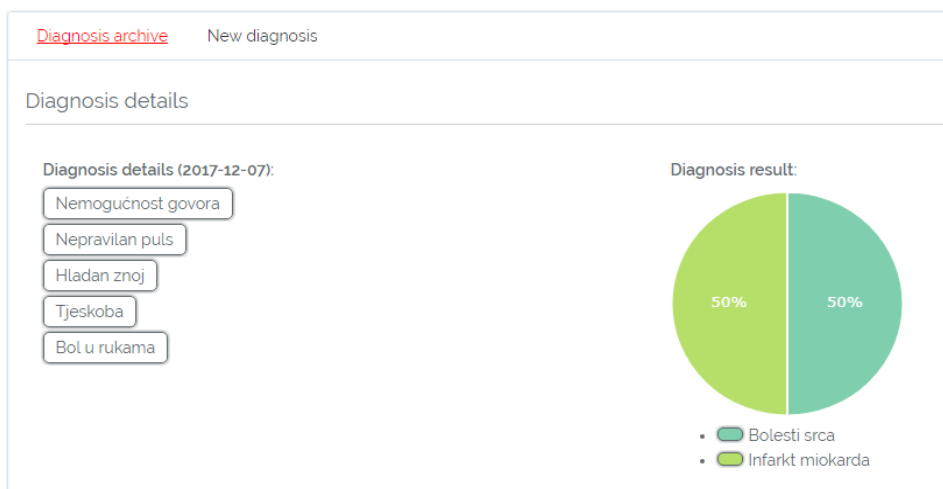 Diagnosis archive New diagnosis
Diagnosis details
Diagnosis details (2017-12-07):
Nemogućnost govora
Nepravilan puls
Hladan znoj
Tjeskoba
Bol u rukama
Diagnosis result:
50% 50%
Bolesti srca
Infarkt miokarda